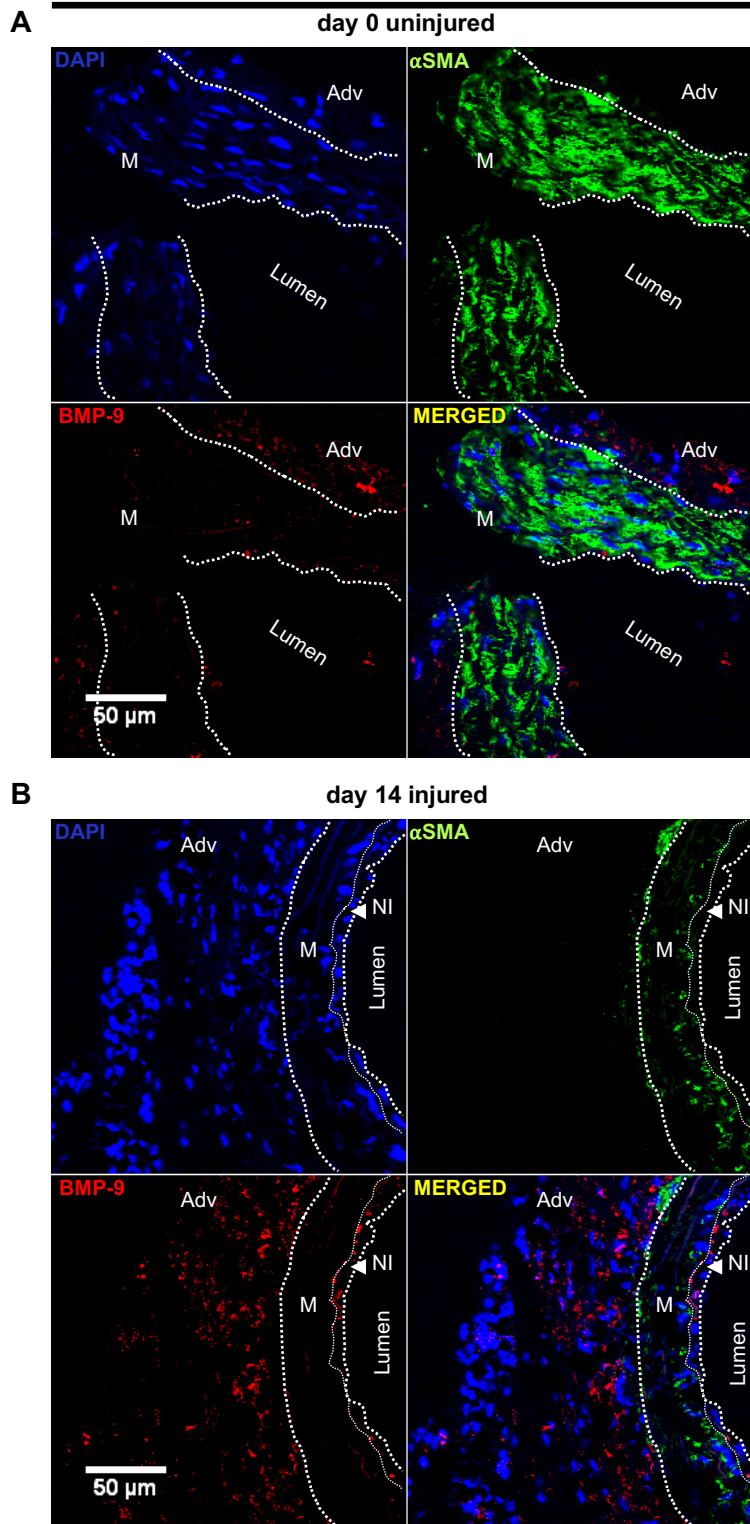 A
day 0 uninjured
DAPI
Adv
M
Lumen
αSMA
Adv
M
Lumen
BMP-9
Adv
M
Lumen
50 µm
MERGED
Adv
M
Lumen
B
day 14 injured
DAPI
Adv
NI
M
Lumen
αSMA
Adv
NI
M
Lumen
BMP-9
Adv
NI
M
Lumen
50 µm
MERGED
Adv
NI
M
Lumen